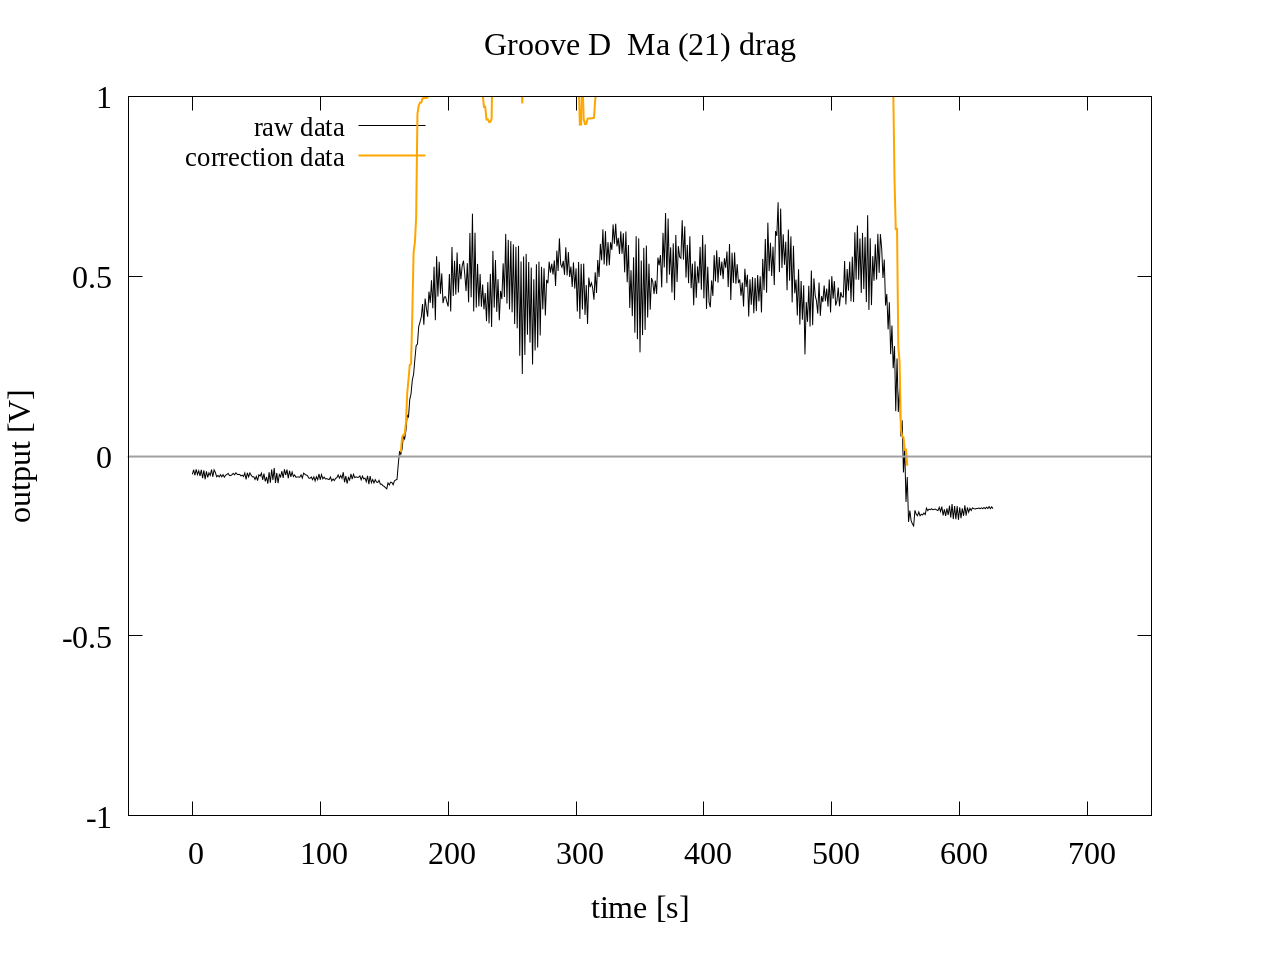 Groove D  Ma (21) drag
raw data
correction data
1
0.5
0
-0.5
-1
output [V]
0 100 200 300 400 500 600 700
time [s]